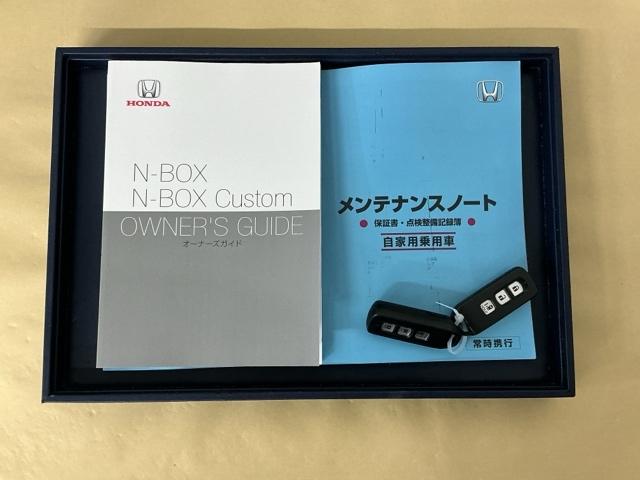 HONDA
N-BOX
N-BOX Custom
OWNER'S GUIDE
オーナーズガイド
メンテナンスノート
● 保証書・点検整備記録簿 ●
自家用乗用車
常時携行